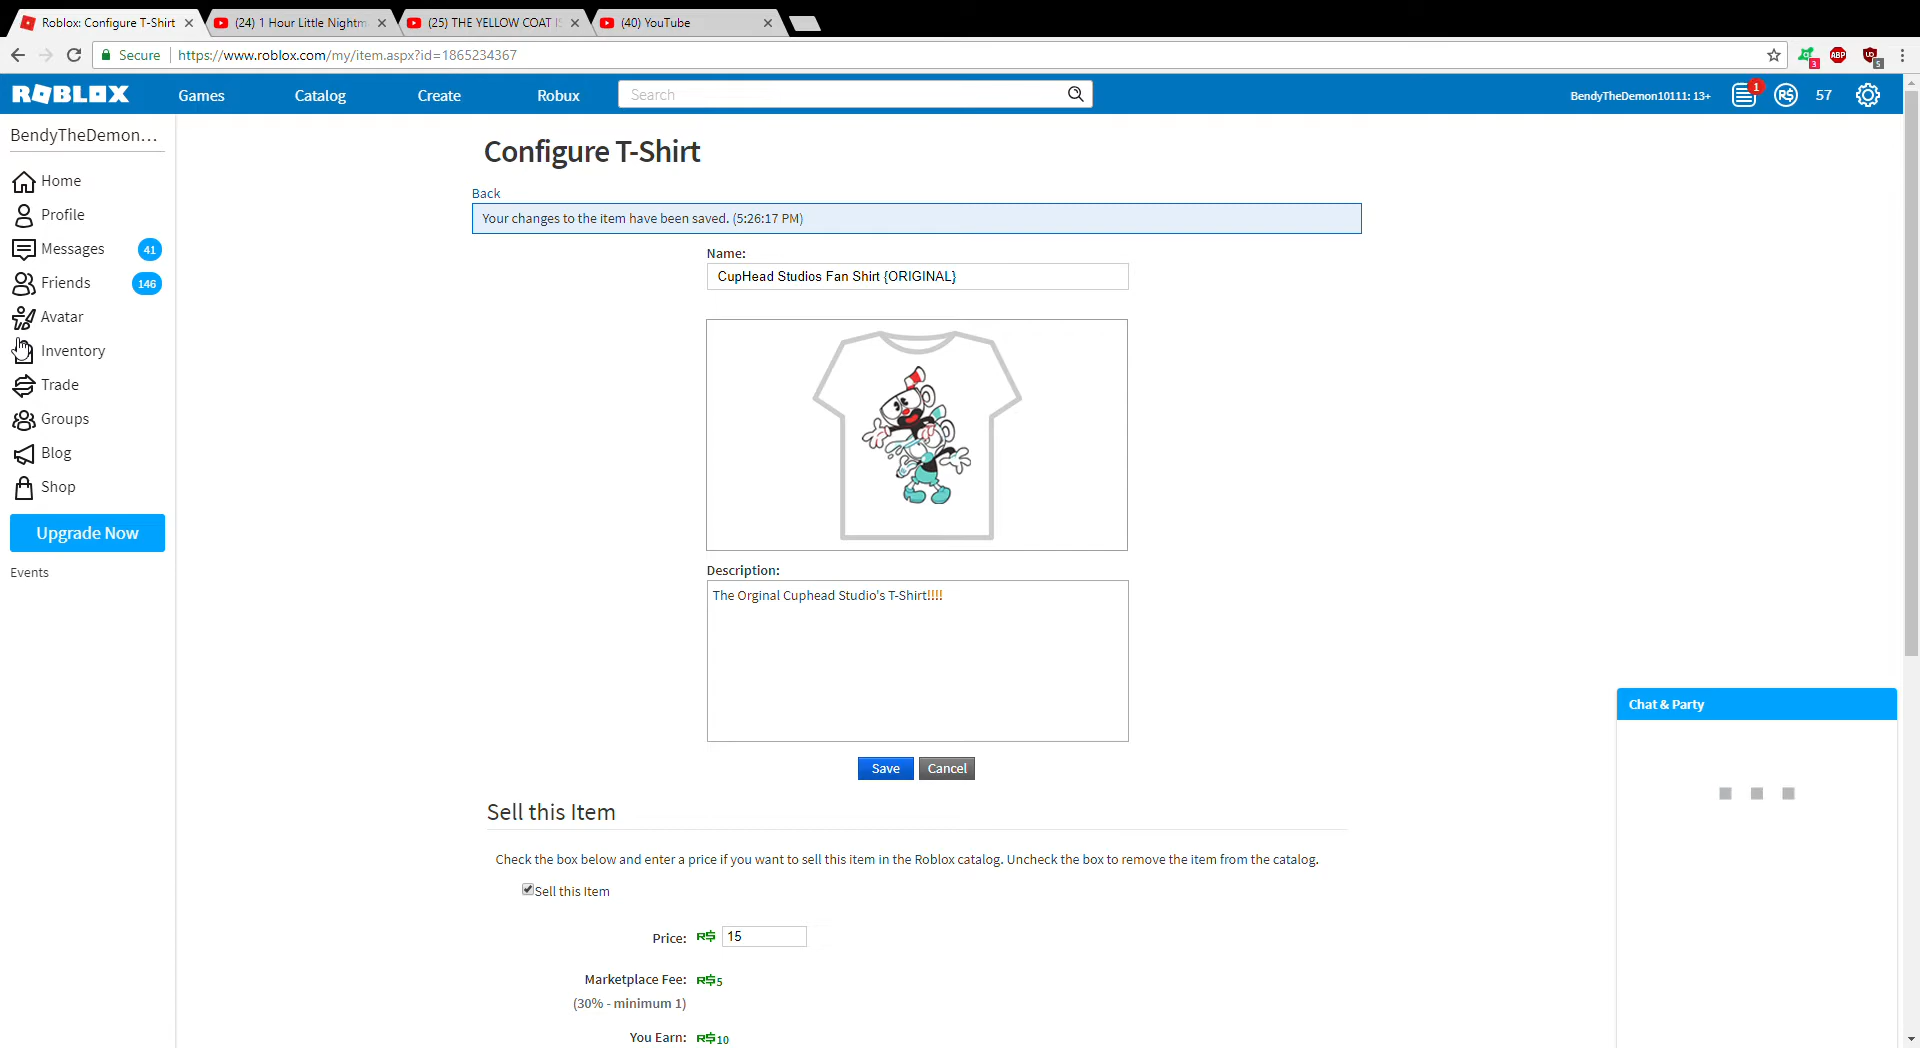 Roblox: Configure T-Shirt
(24) 1 Hour Little Nightm
(25) THE YELLOW COAT I
(40) YouTube
Secure
https://www.roblox.com/my/item.aspx?id=1865234367
3
ABP
5
ROBLOX
Games
Catalog
Create
Robux
Search
BendyTheDemon10111: 13+
1
R$
57
BendyTheDemon...
Home
Profile
Messages
41
Friends
146
Avatar
Inventory
Trade
Groups
Blog
Shop
Upgrade Now
Events
Configure T-Shirt
Back
Your changes to the item have been saved. (5:26:17 PM)
Name:
CupHead Studios Fan Shirt {ORIGINAL}
Description:
The Orginal Cuphead Studio's T-Shirt!!!!
Save
Cancel
Sell this Item
Check the box below and enter a price if you want to sell this item in the Roblox catalog. Uncheck the box to remove the item from the catalog.
Sell this Item
Price: R$ 15
Marketplace Fee: R$5
(30% - minimum 1)
You Earn: R$10
Chat & Party